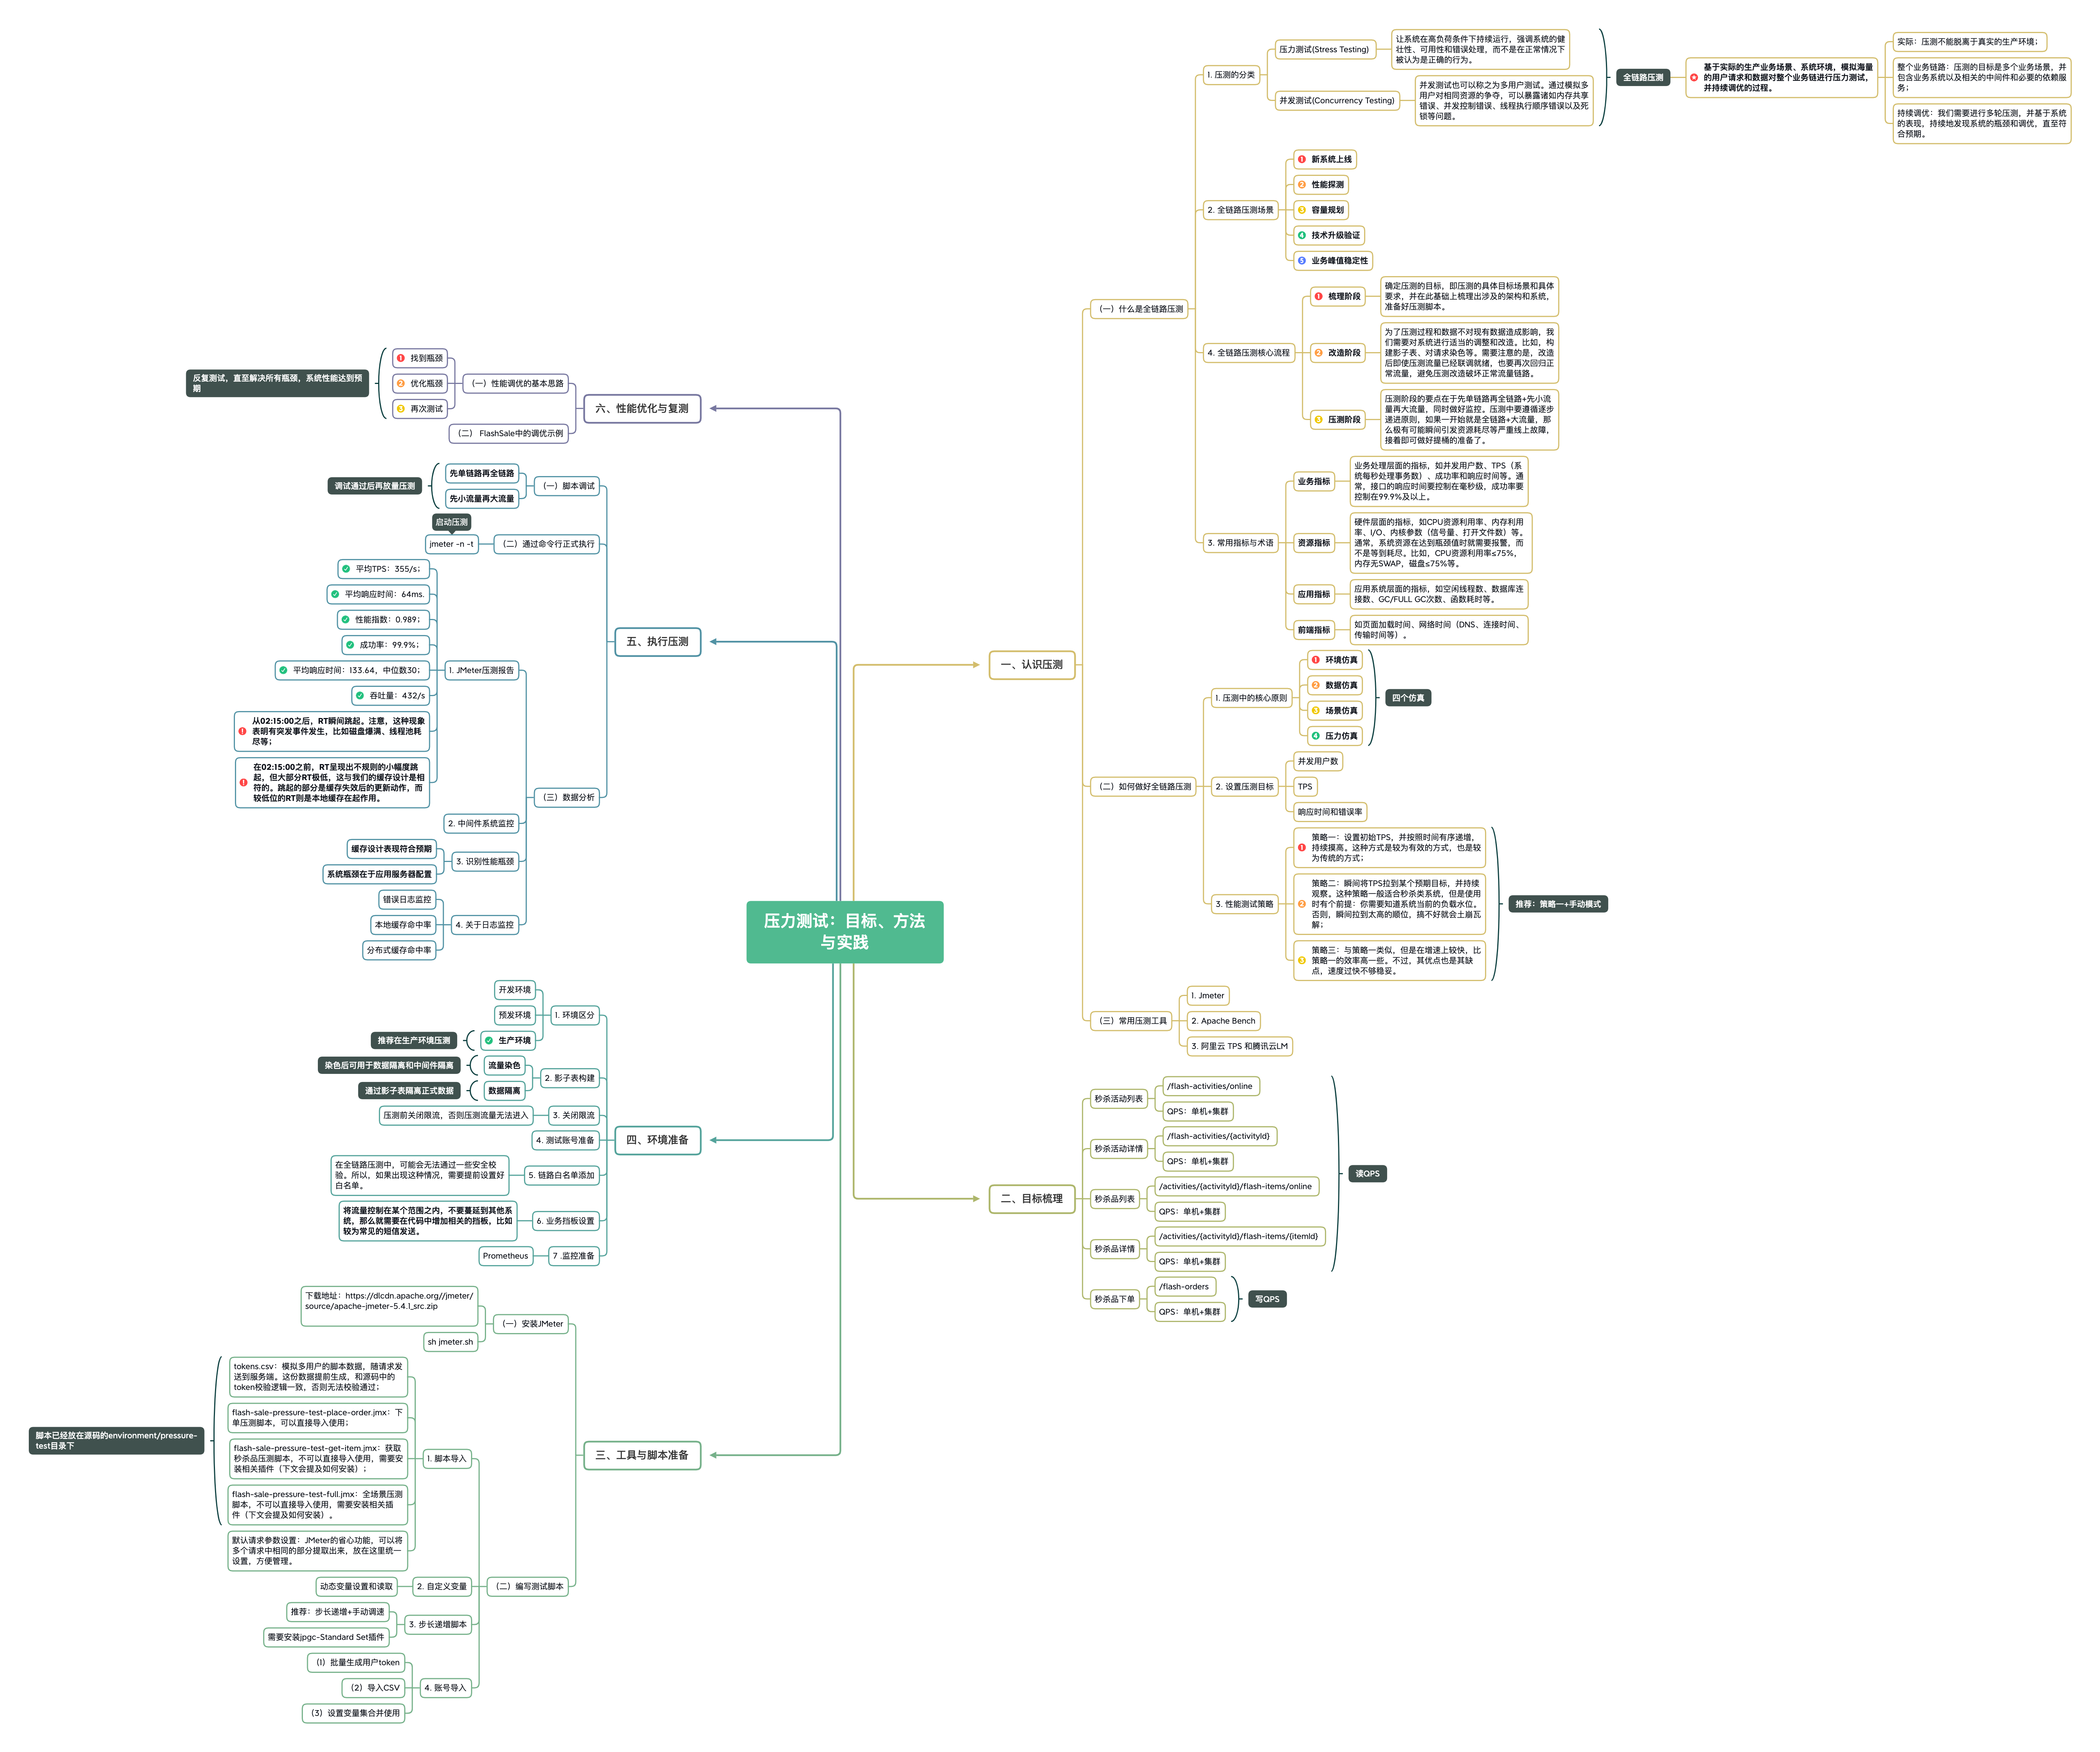 压力测试：目标、方法
与实践
一、认识压测
（一）什么是全链路压测
1. 压测的分类
压力测试(Stress Testing)
让系统在高负荷条件下持续运行，强调系统的健
壮性、可用性和错误处理，而不是在正常情况下
被认为是正确的行为。
并发测试(Concurrency Testing)
并发测试也可以称之为多用户测试。通过模拟多
用户对相同资源的争夺，可以暴露诸如内存共享
错误、并发控制错误、线程执行顺序错误以及死
锁等问题。
全链路压测
基于实际的生产业务场景、系统环境，模拟海量
的用户请求和数据对整个业务链进行压力测试，
并持续调优的过程。
实际：压测不能脱离于真实的生产环境；
整个业务链路：压测的目标是多个业务场景，并
包含业务系统以及相关的中间件和必要的依赖服
务；
持续调优：我们需要进行多轮压测，并基于系统
的表现，持续地发现系统的瓶颈和调优，直至符
合预期。
2. 全链路压测场景
1 新系统上线
2 性能探测
3 容量规划
4 技术升级验证
5 业务峰值稳定性
4. 全链路压测核心流程
1 梳理阶段
确定压测的目标，即压测的具体目标场景和具体
要求，并在此基础上梳理出涉及的架构和系统，
准备好压测脚本。
2 改造阶段
为了压测过程和数据不对现有数据造成影响，我
们需要对系统进行适当的调整和改造。比如，构
建影子表、对请求染色等。需要注意的是，改造
后即使压测流量已经联调就绪，也要再次回归正
常流量，避免压测改造破坏正常流量链路。
3 压测阶段
压测阶段的要点在于先单链路再全链路+先小流
量再大流量，同时做好监控。压测中要遵循逐步
递进原则，如果一开始就是全链路+大流量，那
么极有可能瞬间引发资源耗尽等严重线上故障，
接着即可做好提桶的准备了。
3. 常用指标与术语
业务指标
业务处理层面的指标，如并发用户数、TPS（系
统每秒处理事务数）、成功率和响应时间等。通
常，接口的响应时间要控制在毫秒级，成功率要
控制在99.9%及以上。
资源指标
硬件层面的指标，如CPU资源利用率、内存利用
率、I/O、内核参数（信号量、打开文件数）等。
通常，系统资源在达到瓶颈值时就需要报警，而
不是等到耗尽。比如，CPU资源利用率≤75%，
内存无SWAP，磁盘≤75%等。
应用指标
应用系统层面的指标，如空闲线程数、数据库连
接数、GC/FULL GC次数、函数耗时等。
前端指标
如页面加载时间、网络时间（DNS、连接时间、
传输时间等）。
（二）如何做好全链路压测
1. 压测中的核心原则
1 环境仿真
2 数据仿真
3 场景仿真
4 压力仿真
四个仿真
2. 设置压测目标
并发用户数
TPS
响应时间和错误率
3. 性能测试策略
1 策略一：设置初始TPS，并按照时间有序递增，
持续摸高。这种方式是较为有效的方式，也是较
为传统的方式；
2 策略二：瞬间将TPS拉到某个预期目标，并持续
观察。这种策略一般适合秒杀类系统，但是使用
时有个前提：你需要知道系统当前的负载水位。
否则，瞬间拉到太高的顺位，搞不好就会土崩瓦
解；
3 策略三：与策略一类似，但是在增速上较快，比
策略一的效率高一些。不过，其优点也是其缺
点，速度过快不够稳妥。
推荐：策略一+手动模式
（三）常用压测工具
1. Jmeter
2. Apache Bench
3. 阿里云 TPS 和腾讯云LM
二、目标梳理
秒杀活动列表
/flash-activities/online
QPS：单机+集群
秒杀活动详情
/flash-activities/{activityId}
QPS：单机+集群
秒杀品列表
/activities/{activityId}/flash-items/online
QPS：单机+集群
秒杀品详情
/activities/{activityId}/flash-items/{itemId}
QPS：单机+集群
读QPS
秒杀品下单
/flash-orders
QPS：单机+集群
写QPS
三、工具与脚本准备
（一）安装JMeter
下载地址：https://dlcdn.apache.org//jmeter/
source/apache-jmeter-5.4.1_src.zip
sh jmeter.sh
（二）编写测试脚本
1. 脚本导入
tokens.csv：模拟多用户的脚本数据，随请求发
送到服务端。这份数据提前生成，和源码中的
token校验逻辑一致，否则无法校验通过；
flash-sale-pressure-test-place-order.jmx：下
单压测脚本，可以直接导入使用；
flash-sale-pressure-test-get-item.jmx：获取
秒杀品压测脚本，不可以直接导入使用，需要安
装相关插件（下文会提及如何安装）；
flash-sale-pressure-test-full.jmx：全场景压测
脚本，不可以直接导入使用，需要安装相关插
件（下文会提及如何安装）。
脚本已经放在源码的environment/pressure-
test目录下
默认请求参数设置：JMeter的省心功能，可以将
多个请求中相同的部分提取出来，放在这里统一
设置，方便管理。
2. 自定义变量
动态变量设置和读取
3. 步长递增脚本
推荐：步长递增+手动调速
需要安装jpgc-Standard Set插件
4. 账号导入
（1）批量生成用户token
（2）导入CSV
（3）设置变量集合并使用
四、环境准备
1. 环境区分
开发环境
预发环境
生产环境
推荐在生产环境压测
2. 影子表构建
流量染色
染色后可用于数据隔离和中间件隔离
数据隔离
通过影子表隔离正式数据
3. 关闭限流
压测前关闭限流，否则压测流量无法进入
4. 测试账号准备
5. 链路白名单添加
在全链路压测中，可能会无法通过一些安全校
验。所以，如果出现这种情况，需要提前设置好
白名单。
6. 业务挡板设置
将流量控制在某个范围之内，不要蔓延到其他系
统，那么就需要在代码中增加相关的挡板，比如
较为常见的短信发送。
7 .监控准备
Prometheus
五、执行压测
（一）脚本调试
先单链路再全链路
先小流量再大流量
调试通过后再放量压测
（二）通过命令行正式执行
jmeter -n -t
启动压测
（三）数据分析
1. JMeter压测报告
平均TPS：355/s；
平均响应时间：64ms.
性能指数：0.989；
成功率：99.9%；
平均响应时间：133.64，中位数30；
吞吐量：432/s
从02:15:00之后，RT瞬间跳起。注意，这种现象
表明有突发事件发生，比如磁盘爆满、线程池耗
尽等；
在02:15:00之前，RT呈现出不规则的小幅度跳
起，但大部分RT极低，这与我们的缓存设计是相
符的。跳起的部分是缓存失效后的更新动作，而
较低位的RT则是本地缓存在起作用。
2. 中间件系统监控
3. 识别性能瓶颈
缓存设计表现符合预期
系统瓶颈在于应用服务器配置
4. 关于日志监控
错误日志监控
本地缓存命中率
分布式缓存命中率
六、性能优化与复测
（一）性能调优的基本思路
1 找到瓶颈
2 优化瓶颈
3 再次测试
反复测试，直至解决所有瓶颈，系统性能达到预
期
（二） FlashSale中的调优示例